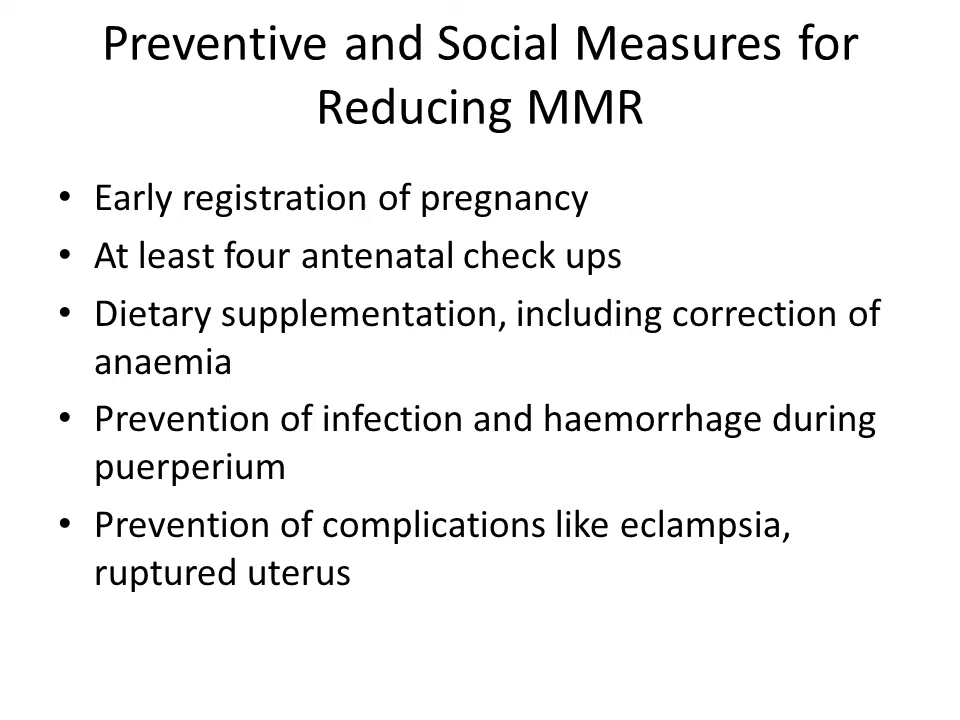 Preventive and Social Measures for
Reducing MMR
• Early registration of pregnancy
• At least four antenatal check ups
• Dietary supplementation, including correction of
anaemia
• Prevention of infection and haemorrhage during
puerperium
• Prevention of complications like eclampsia,
ruptured uterus